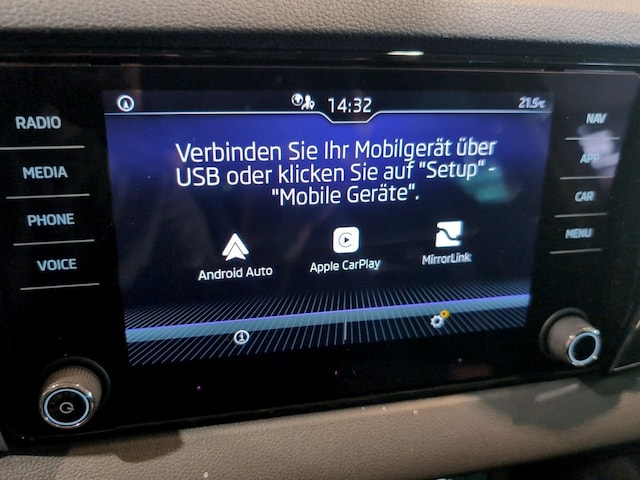 14:32
21.5°C
RADIO
MEDIA
PHONE
VOICE
Verbinden Sie Ihr Mobilgerät über
USB oder klicken Sie auf "Setup" -
"Mobile Geräte".
Android Auto
Apple CarPlay
MirrorLink
NAV
APP
CAR
MENU